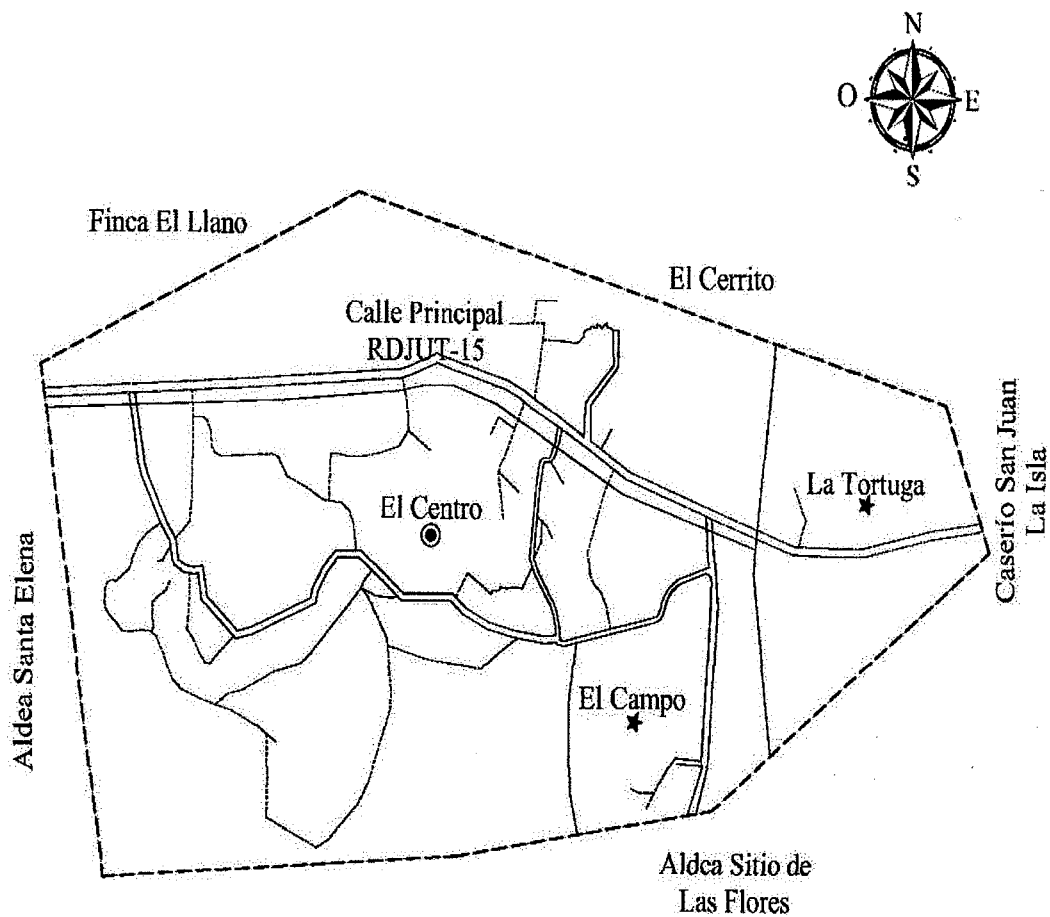 N
O
E
S
Finca El Llano
El Cerrito
Calle Principal
RDJUT-15
La Tortuga
El Centro
Caserío San Juan
La Isla
Aldea Santa Elena
El Campo
Aldca Sitio de
Las Flores